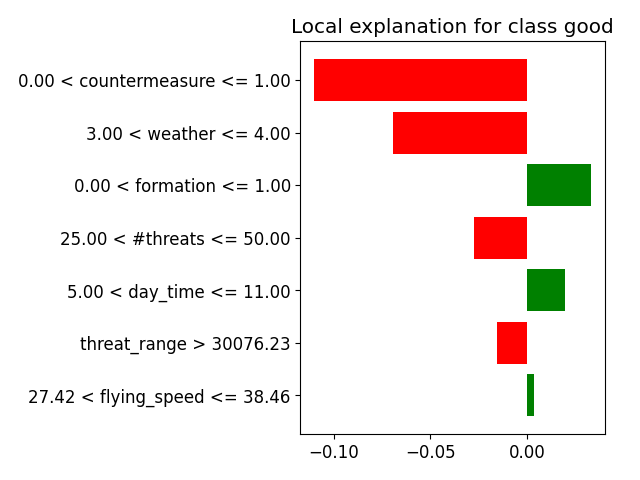 Local explanation for class good
0.00 < countermeasure <= 1.00
3.00 < weather <= 4.00
0.00 < formation <= 1.00
25.00 < #threats <= 50.00
5.00 < day_time <= 11.00
threat_range > 30076.23
27.42 < flying_speed <= 38.46
−0.10 −0.05 0.00